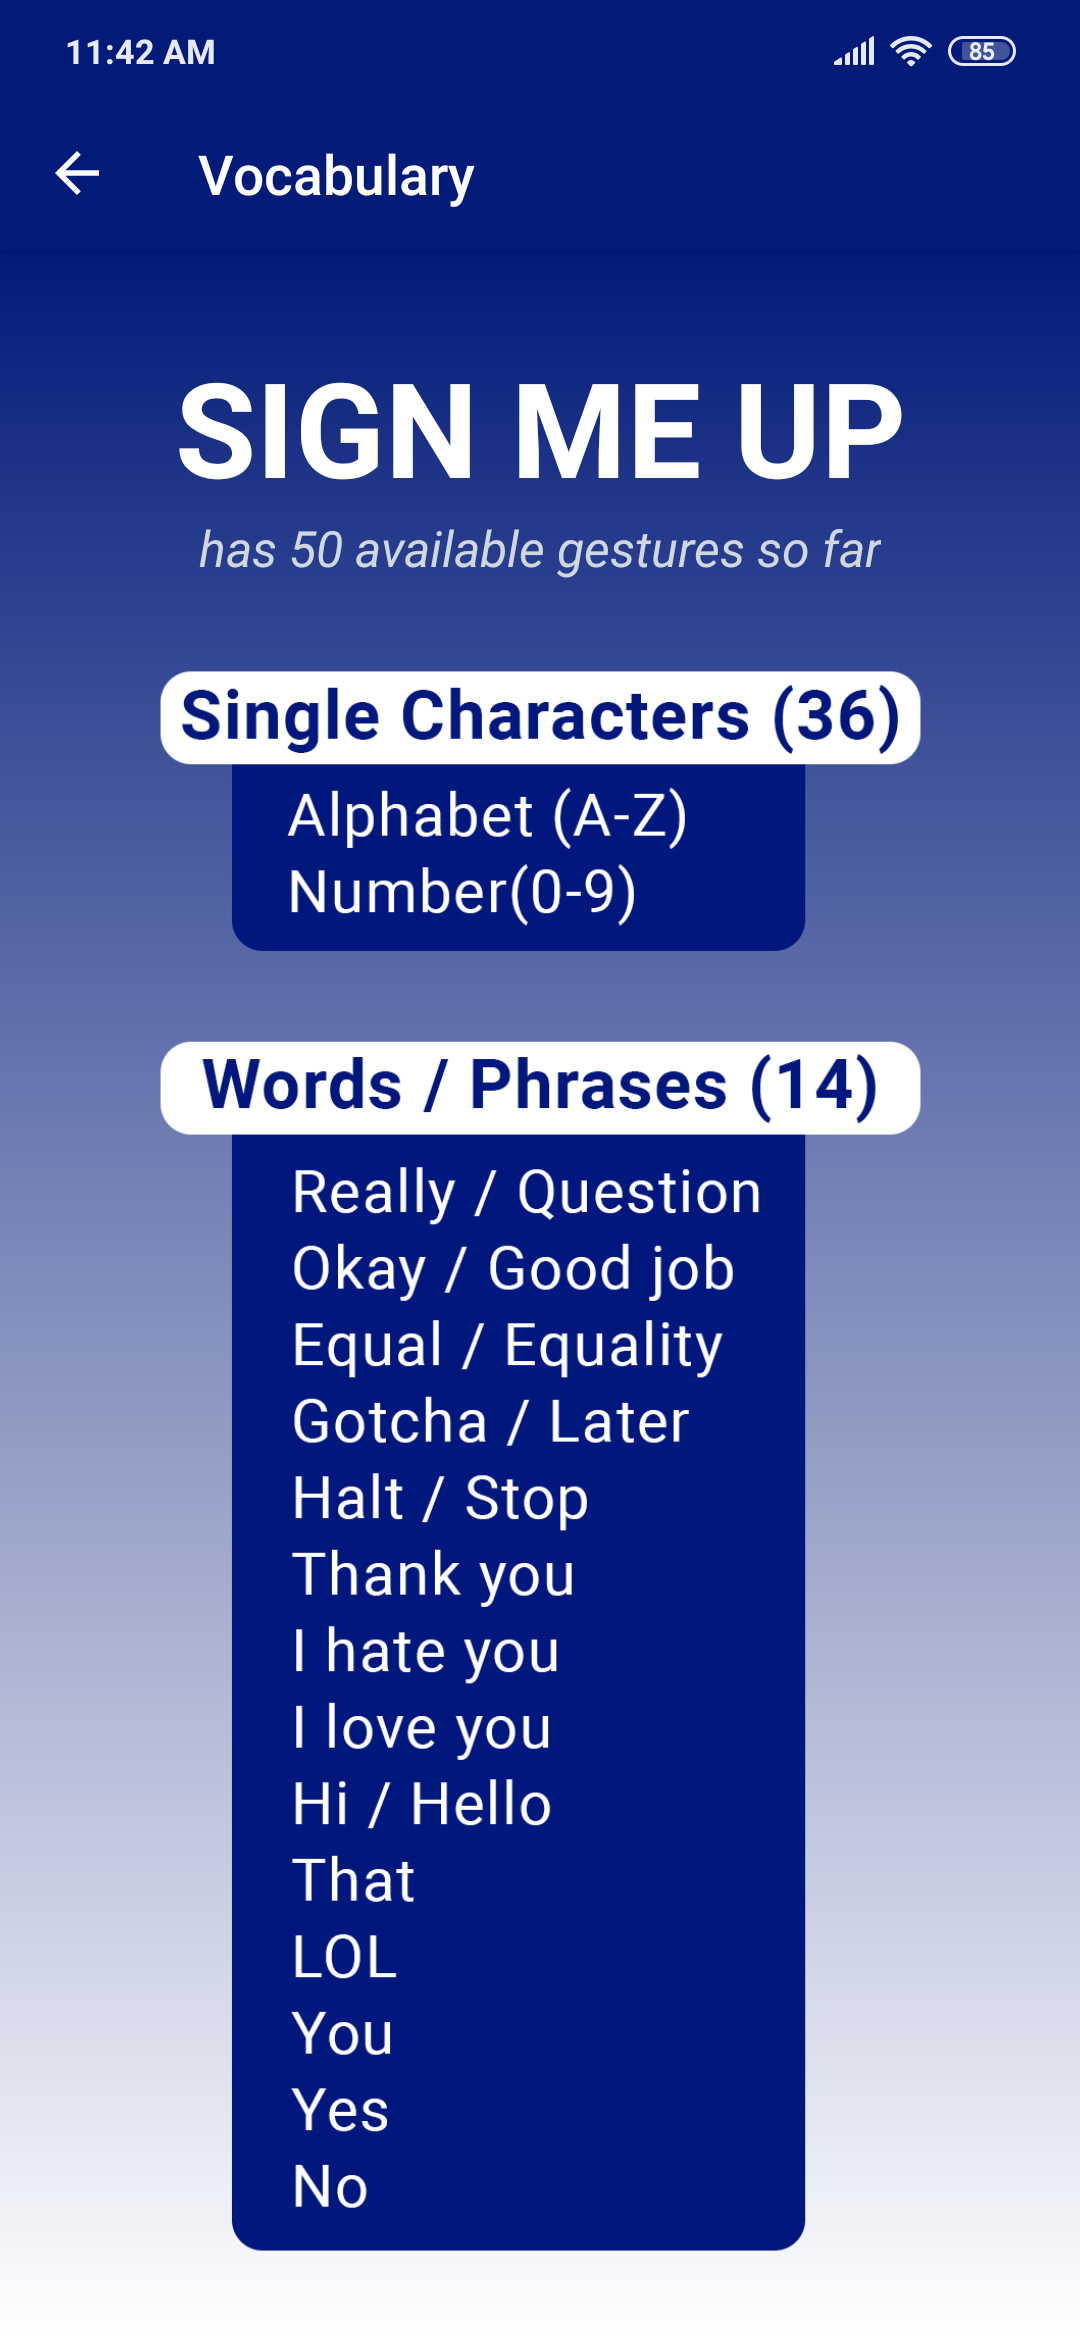 11:42 AM
85
Vocabulary
SIGN ME UP
has 50 available gestures so far
Single Characters (36)
Alphabet (A-Z)
Number(0-9)
Words / Phrases (14)
Really / Question
Okay / Good job
Equal / Equality
Gotcha / Later
Halt / Stop
Thank you
I hate you
I love you
Hi / Hello
That
LOL
You
Yes
No